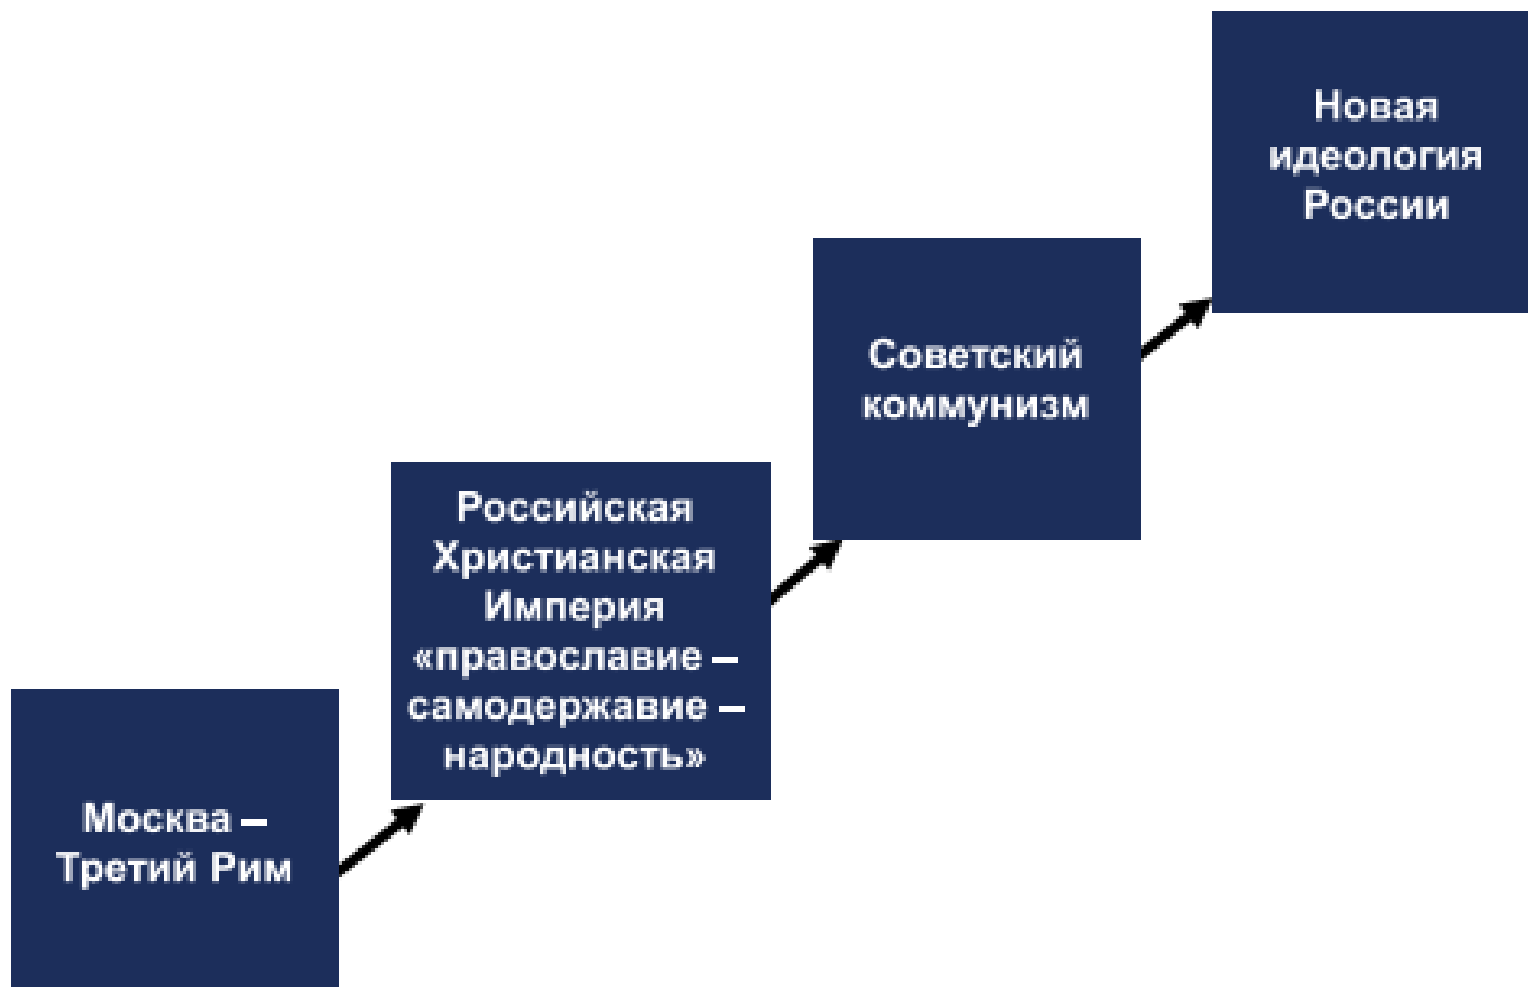 Новая
идеология
России
Советский
коммунизм
Российская
Христианская
Империя
«православие –
самодержавие –
народность»
Москва –
Третий Рим